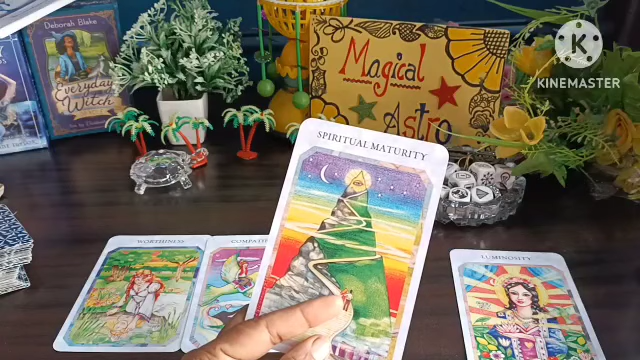 Deborah Blake
Everyday
Witch
Magical
Astro
K
KINEMASTER
SPIRITUAL MATURITY
WORTHINESS
LUMINOSITY